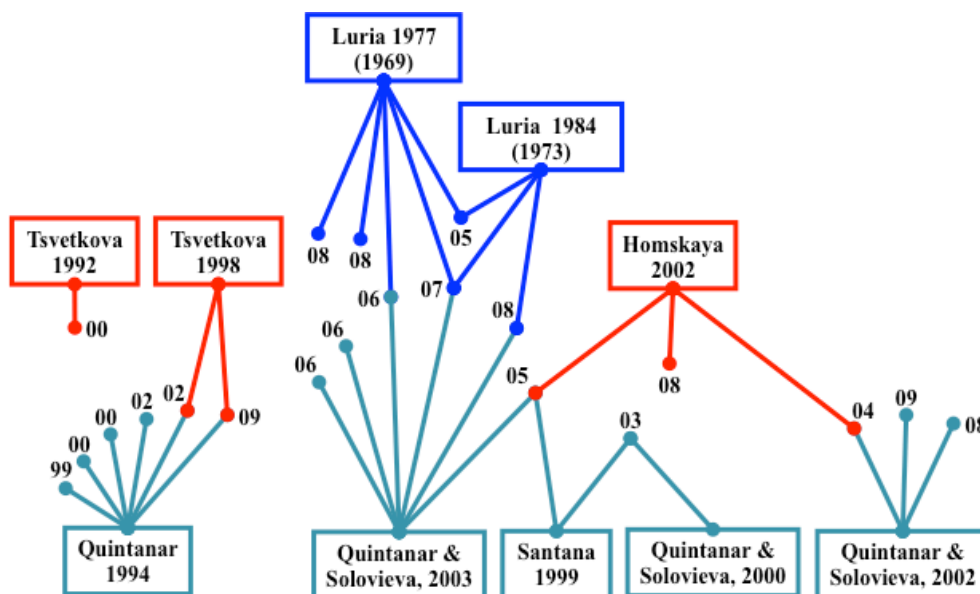 Luria 1977
(1969)
Luria 1984
(1973)
Tsvetkova
1992
Tsvetkova
1998
Homskaya
2002
08
08
05
06
07
08
00
06
06
05
08
03
04
09
08
99
00
00
02
02
09
Quintanar
1994
Quintanar &
Solovieva, 2003
Santana
1999
Quintanar &
Solovieva, 2000
Quintanar &
Solovieva, 2002